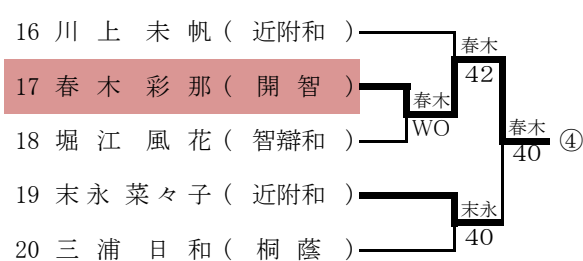 16 川 上 未 帆 ( 近附和 )
春木
42
17 春 木 彩 那 ( 開 智 )
春木
WO
18 堀 江 風 花 ( 智辯和 )
春木
40
④
19 末 永 菜 々 子 ( 近附和 )
末永
40
20 三 浦 日 和 ( 桐 蔭 )